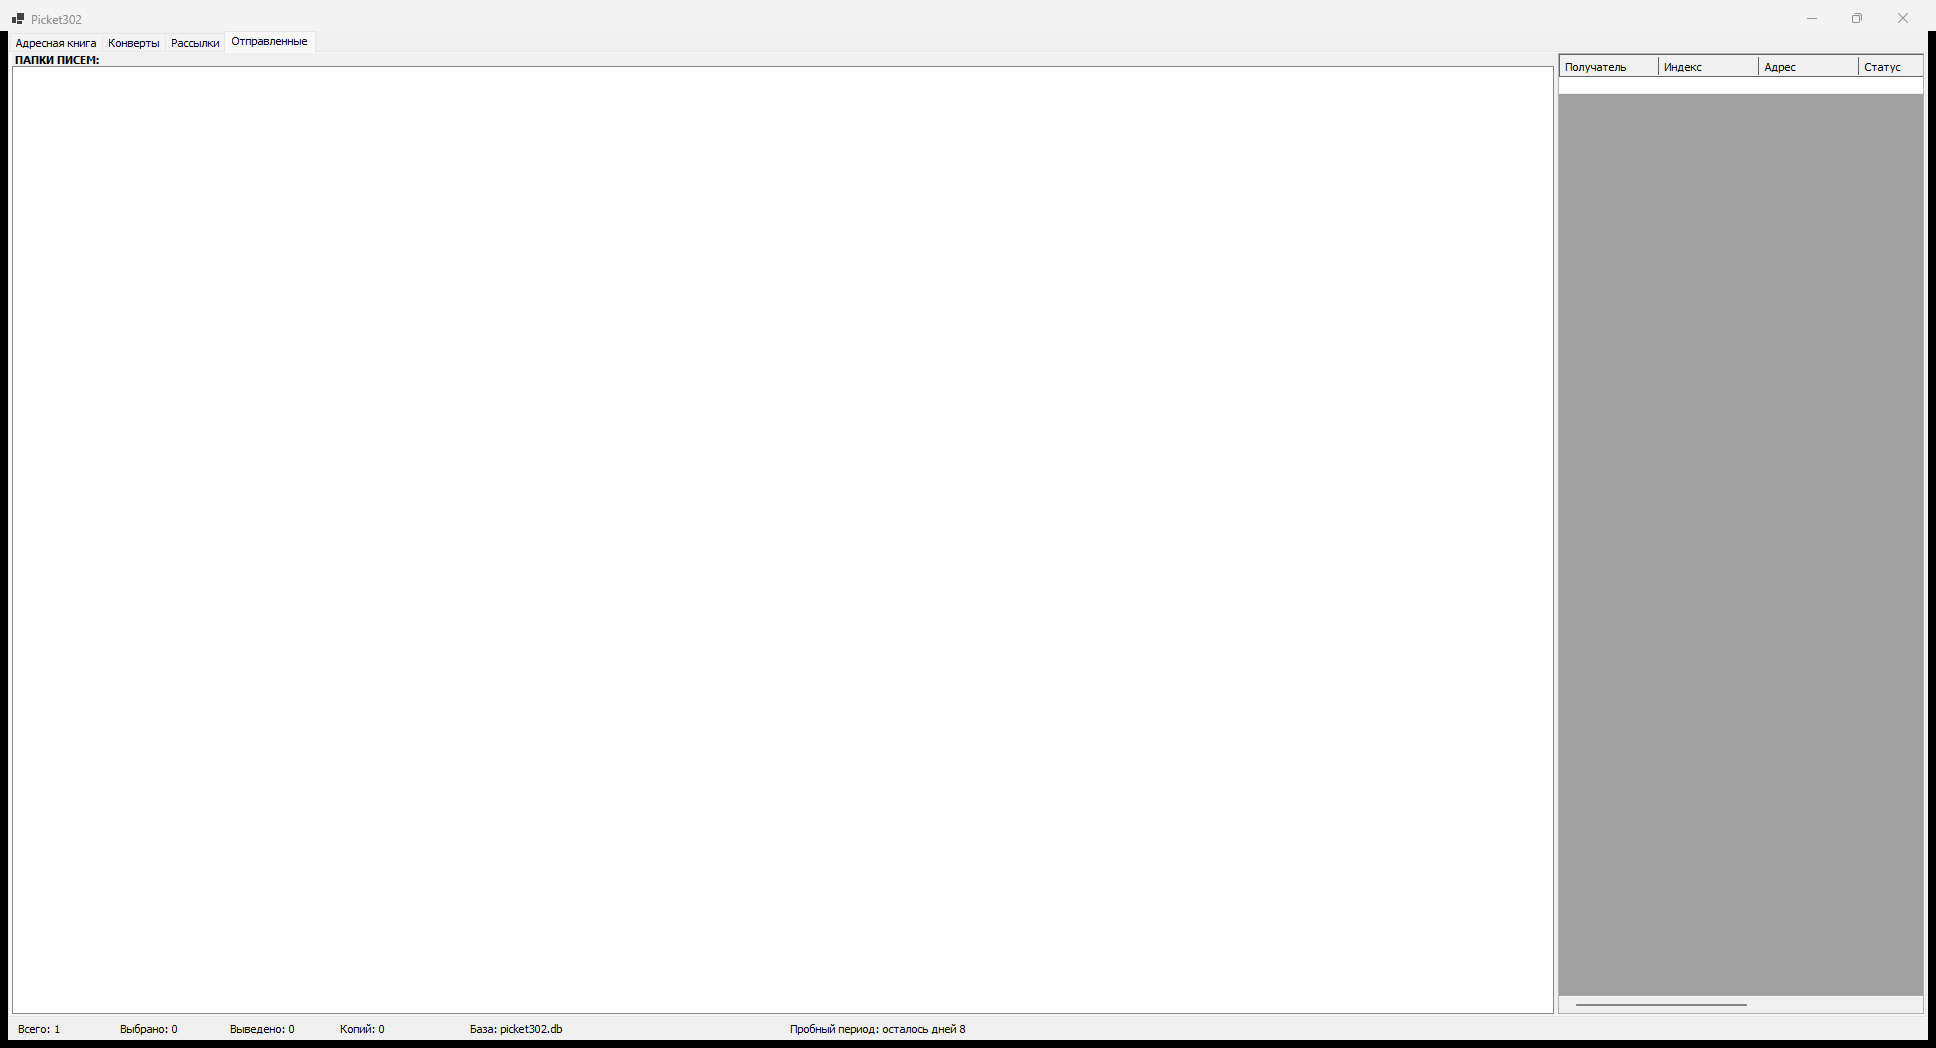 Picket302
Адресная книга Конверты Рассылки Отправленные
ПАПКИ ПИСЕМ:
Получатель Индекс Адрес Статус
Всего: 1 Выбрано: 0 Выведено: 0 Копий: 0 База: picket302.db Пробный период: осталось дней 8